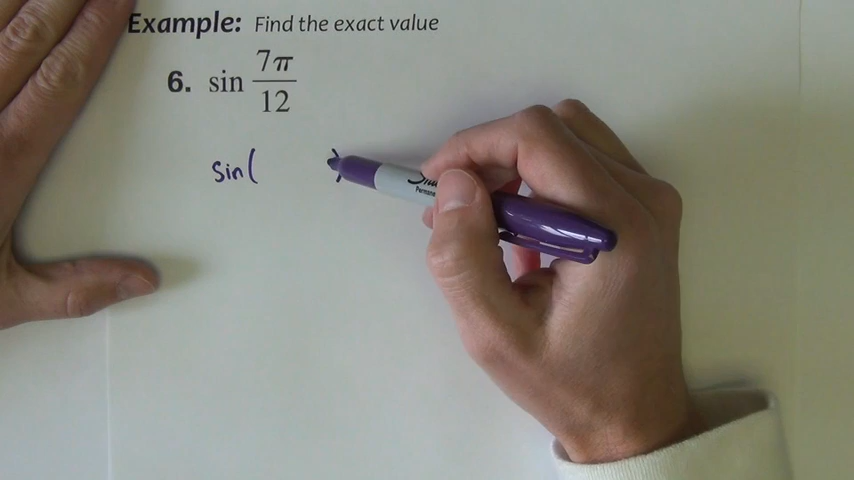 Example: Find the exact value
6. sin 7π/12
sin( )